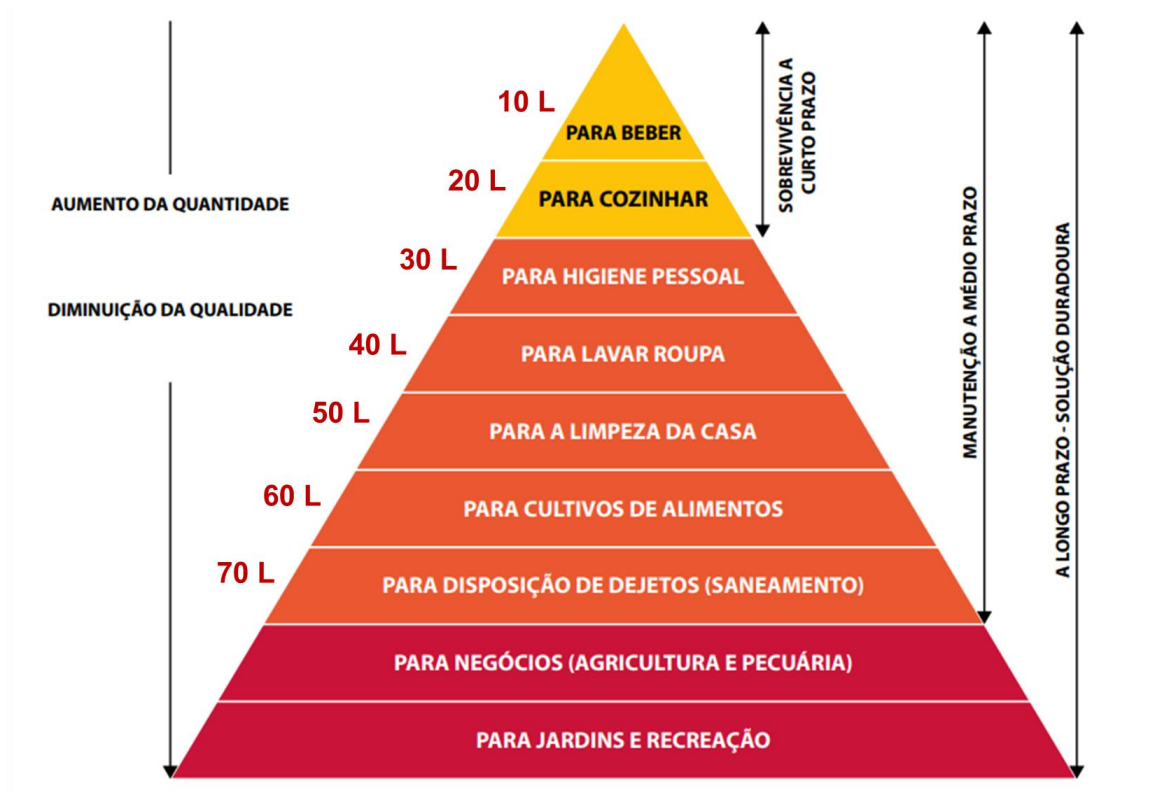 AUMENTO DA QUANTIDADE
DIMINUIÇÃO DA QUALIDADE
10 L
PARA BEBER
20 L
PARA COZINHAR
30 L
PARA HIGIENE PESSOAL
40 L
PARA LAVAR ROUPA
50 L
PARA A LIMPEZA DA CASA
60 L
PARA CULTIVOS DE ALIMENTOS
70 L
PARA DISPOSIÇÃO DE DEJETOS (SANEAMENTO)
PARA NEGÓCIOS (AGRICULTURA E PECUÁRIA)
PARA JARDINS E RECREAÇÃO
SOBREVIVÊNCIA A
CURTO PRAZO
MANUTENÇÃO A MÉDIO PRAZO
A LONGO PRAZO - SOLUÇÃO DURADOURA